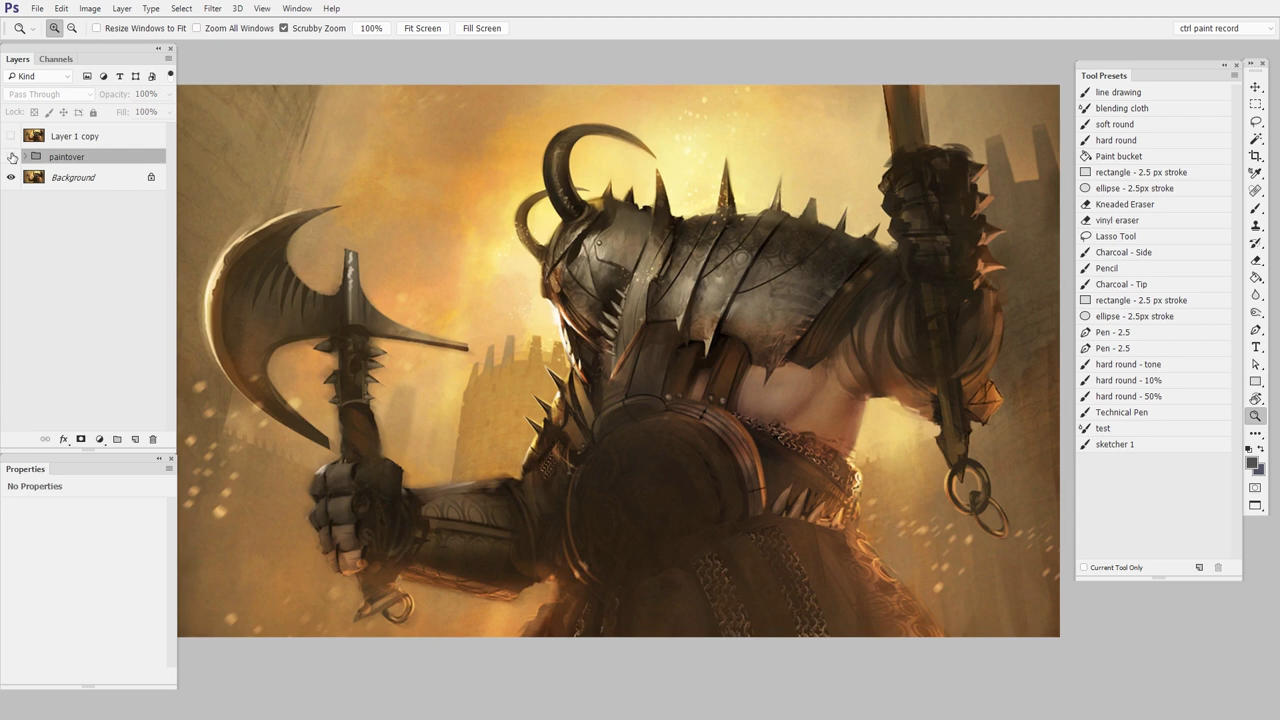 Ps File Edit Image Layer Type Select Filter 3D View Window Help
Resize Windows to Fit Zoom All Windows Scrubby Zoom 100% Fit Screen Fill Screen ctrl paint record
Layers Channels
Kind
Pass Through Opacity: 100%
Lock: Fill: 100%
Layer 1 copy
paintover
Background
Properties
No Properties
Tool Presets
line drawing
blending cloth
soft round
hard round
Paint bucket
rectangle - 2.5 px stroke
ellipse - 2.5px stroke
Kneaded Eraser
vinyl eraser
Lasso Tool
Charcoal - Side
Pencil
Charcoal - Tip
rectangle - 2.5 px stroke
ellipse - 2.5px stroke
Pen - 2.5
Pen - 2.5
hard round - tone
hard round - 10%
hard round - 50%
Technical Pen
test
sketcher 1
Current Tool Only